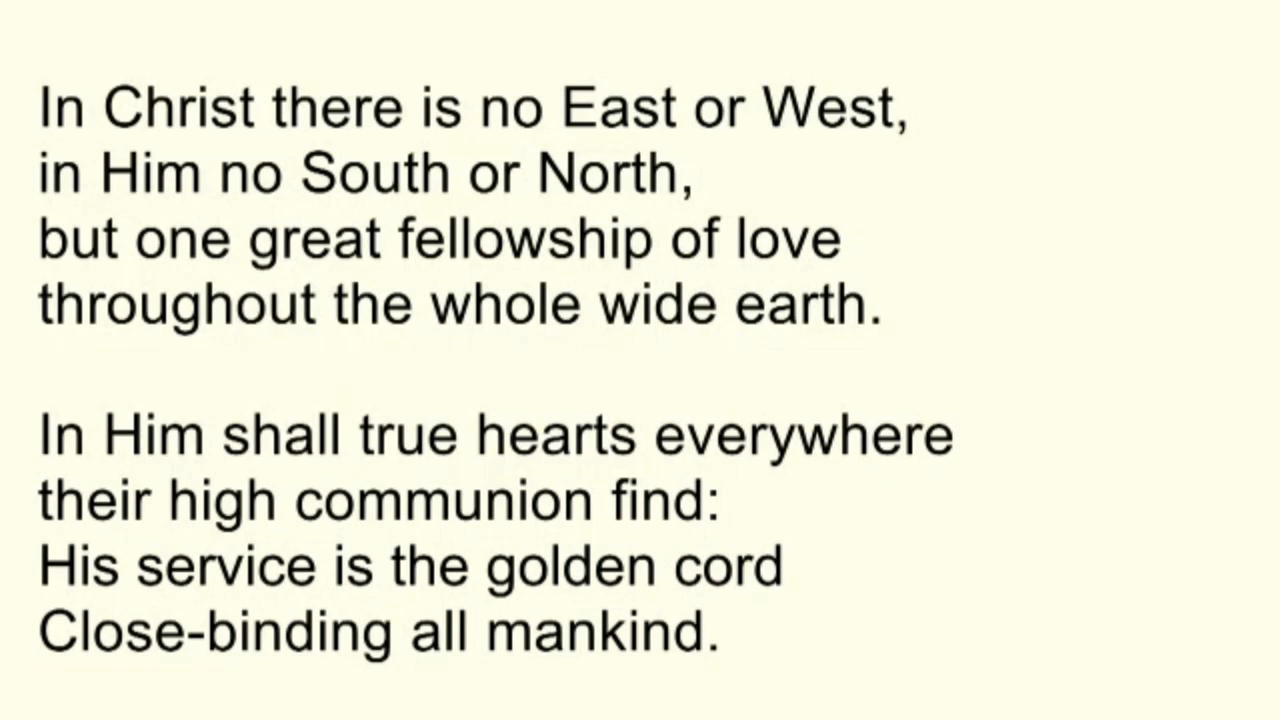 In Christ there is no East or West,
in Him no South or North,
but one great fellowship of love
throughout the whole wide earth.
In Him shall true hearts everywhere
their high communion find:
His service is the golden cord
Close-binding all mankind.